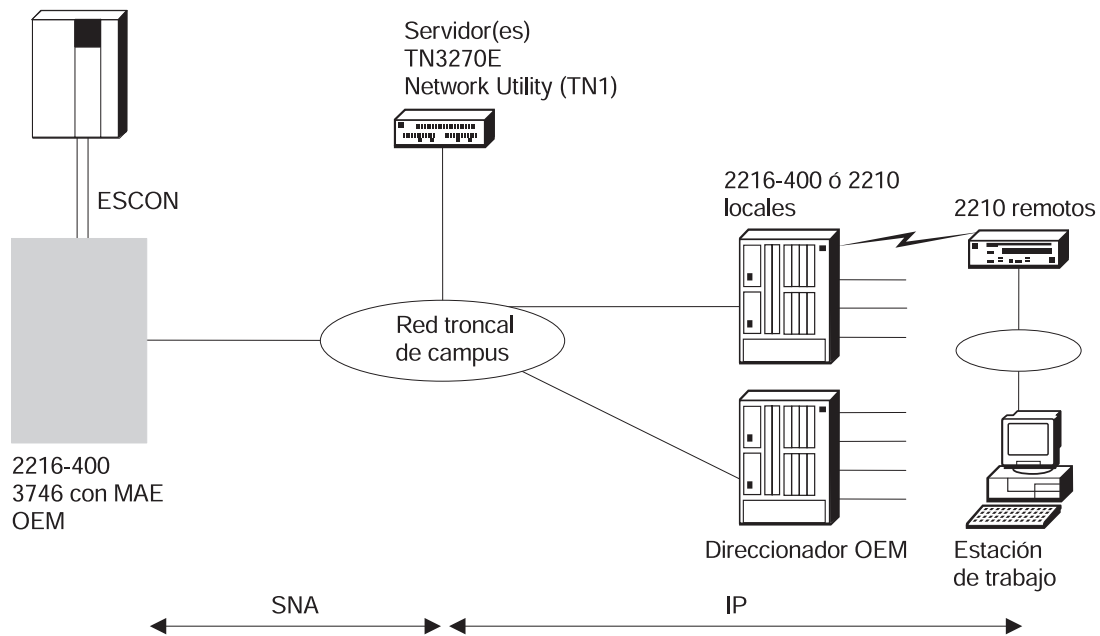 Servidor(es)
TN3270E
Network Utility (TN1)
ESCON
2216-400 ó 2210
locales
2210 remotos
Red troncal
de campus
2216-400
3746 con MAE
OEM
Direccionador OEM
Estación
de trabajo
SNA
IP